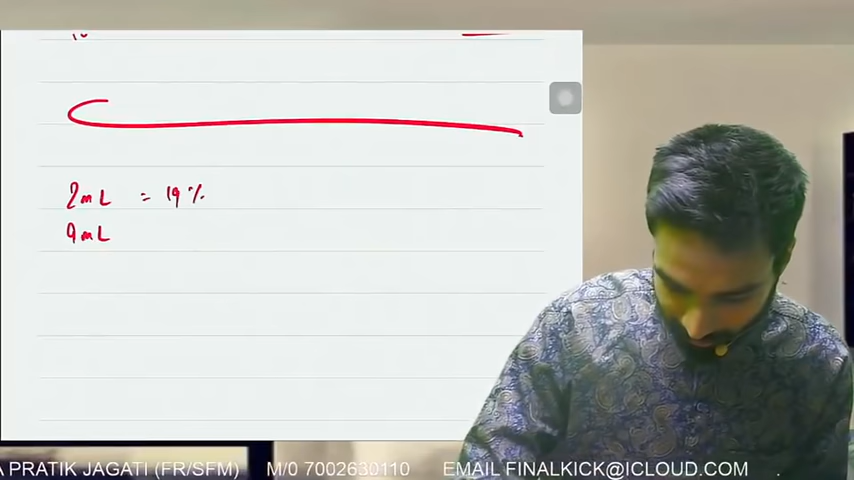 2mL = 19%
9mL
A PRATIK JAGATI (FR/SFM) M/0 7002630110 EMAIL FINALKICK@ICLOUD.COM